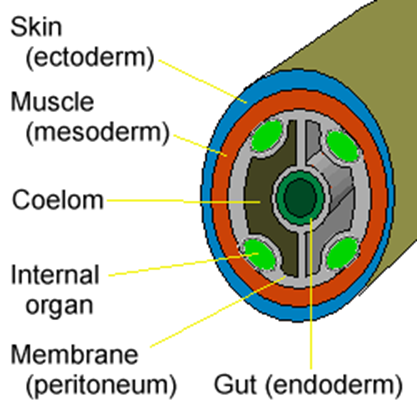 Skin
(ectoderm)
Muscle
(mesoderm)
Coelom
Internal
organ
Membrane
(peritoneum)
Gut (endoderm)